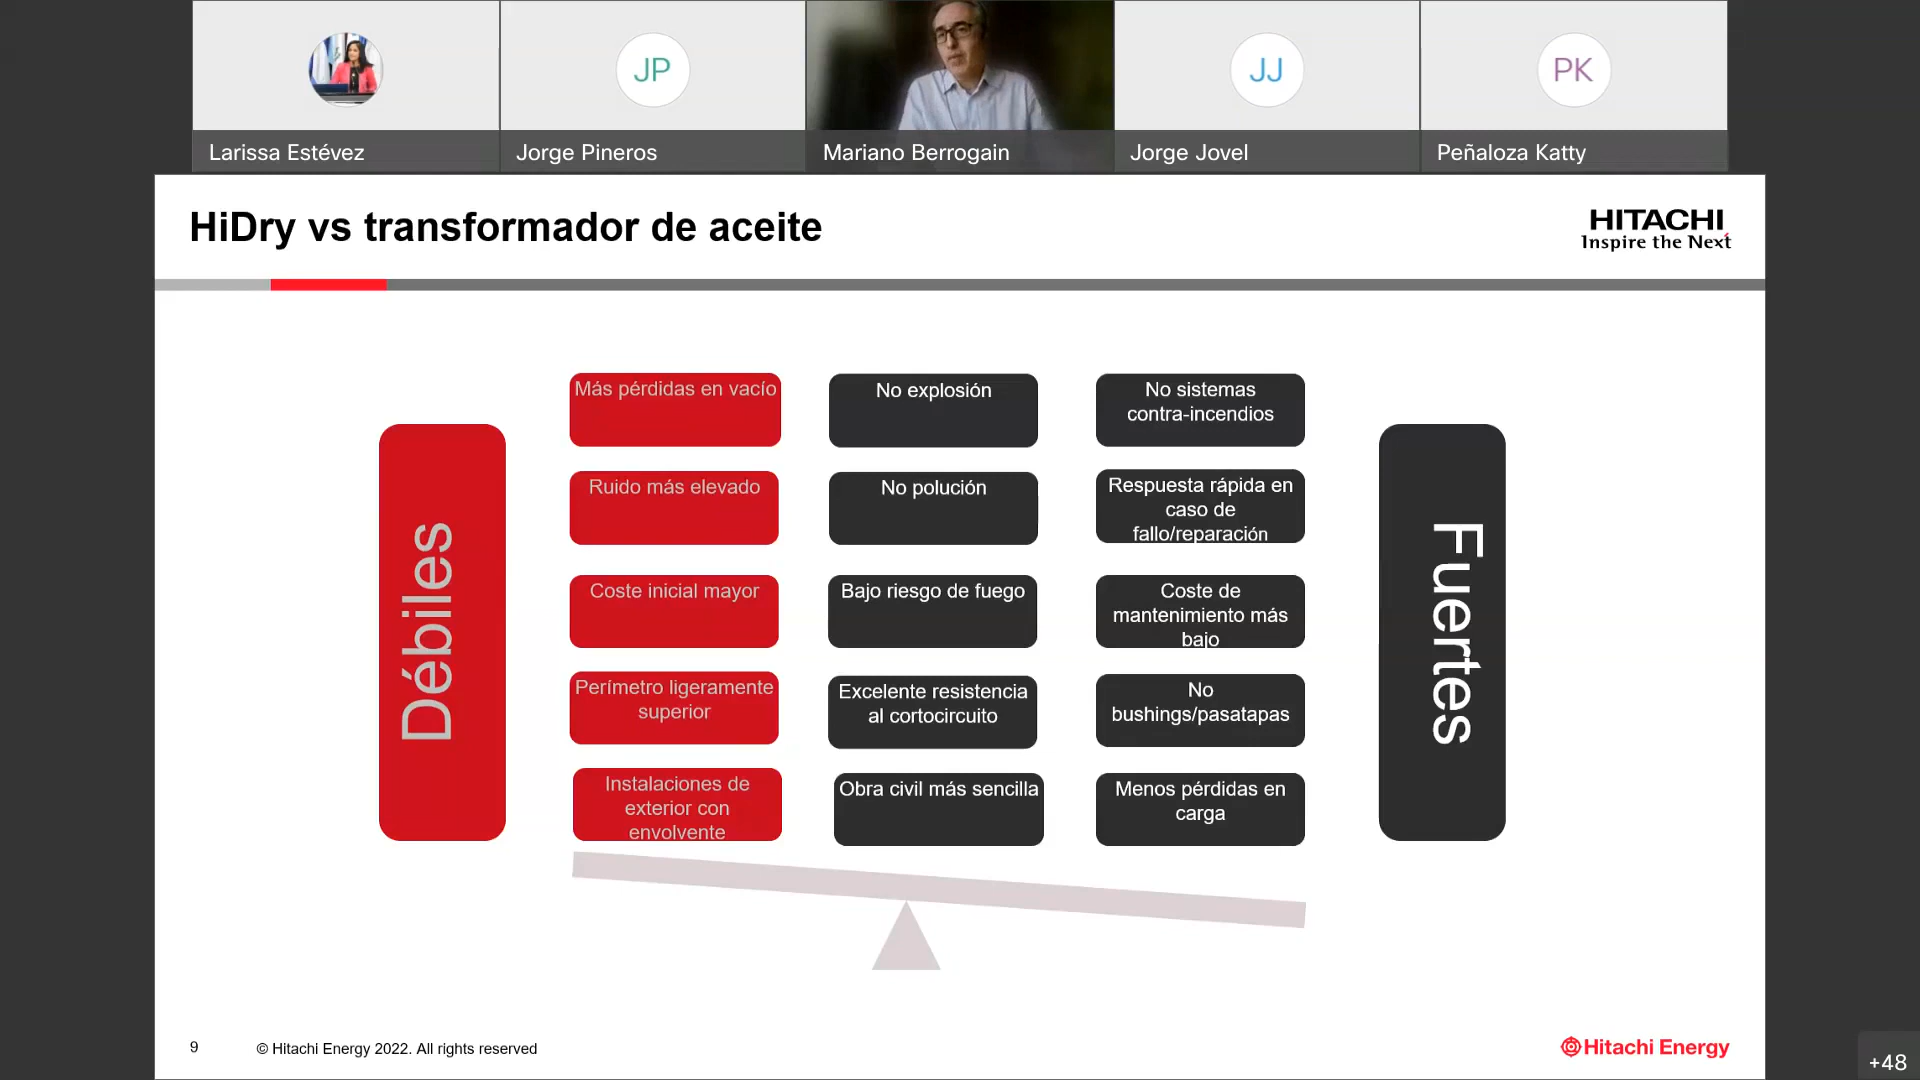 JP
JJ
PK
Larissa Estévez
Jorge Pineros
Mariano Berrogain
Jorge Jovel
Peñaloza Katty
HiDry vs transformador de aceite
HITACHI
Inspire the Next
Débiles
Más pérdidas en vacío
Ruido más elevado
Coste inicial mayor
Perímetro ligeramente
superior
Instalaciones de
exterior con
envolvente
No explosión
No polución
Bajo riesgo de fuego
Excelente resistencia
al cortocircuito
Obra civil más sencilla
No sistemas
contra-incendios
Respuesta rápida en
caso de
fallo/reparación
Coste de
mantenimiento más
bajo
No
bushings/pasatapas
Menos pérdidas en
carga
Fuertes
9
© Hitachi Energy 2022. All rights reserved
Hitachi Energy
+48